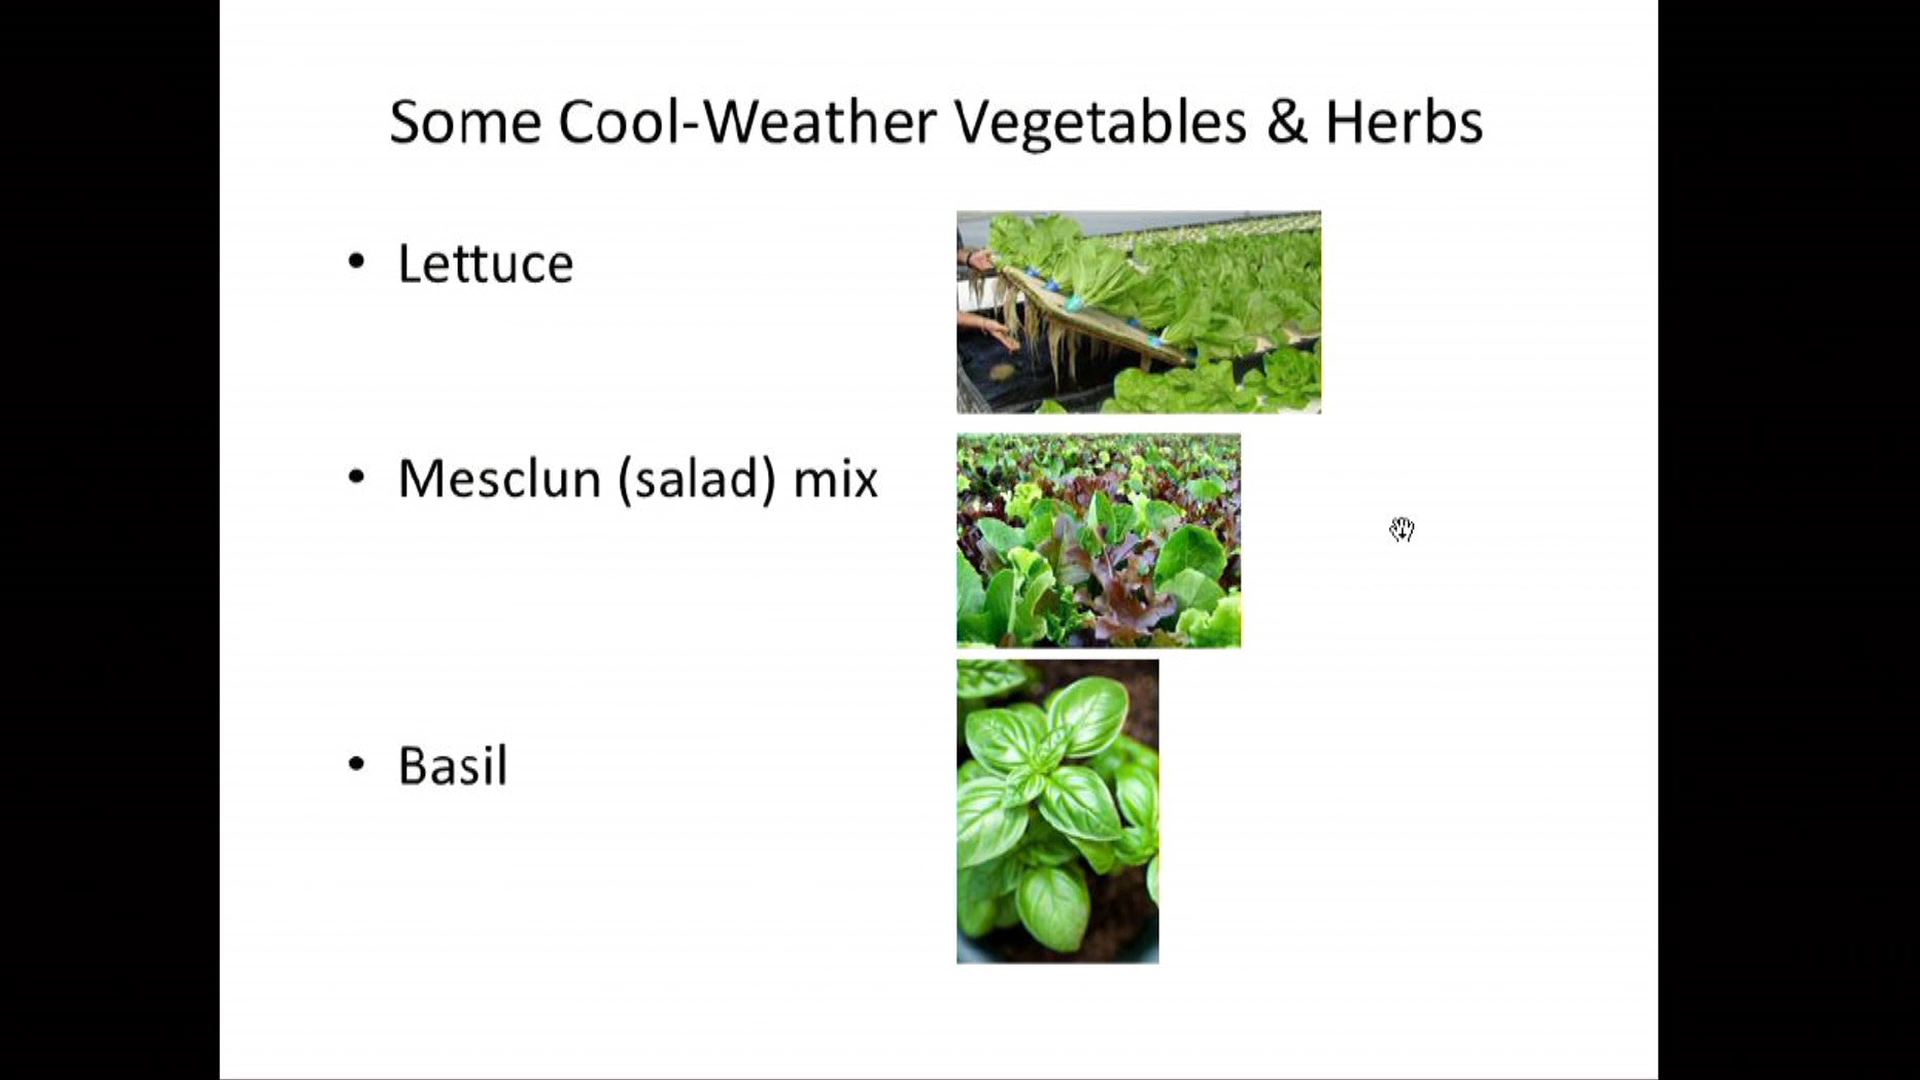 Some Cool-Weather Vegetables & Herbs
• Lettuce
• Mesclun (salad) mix
• Basil